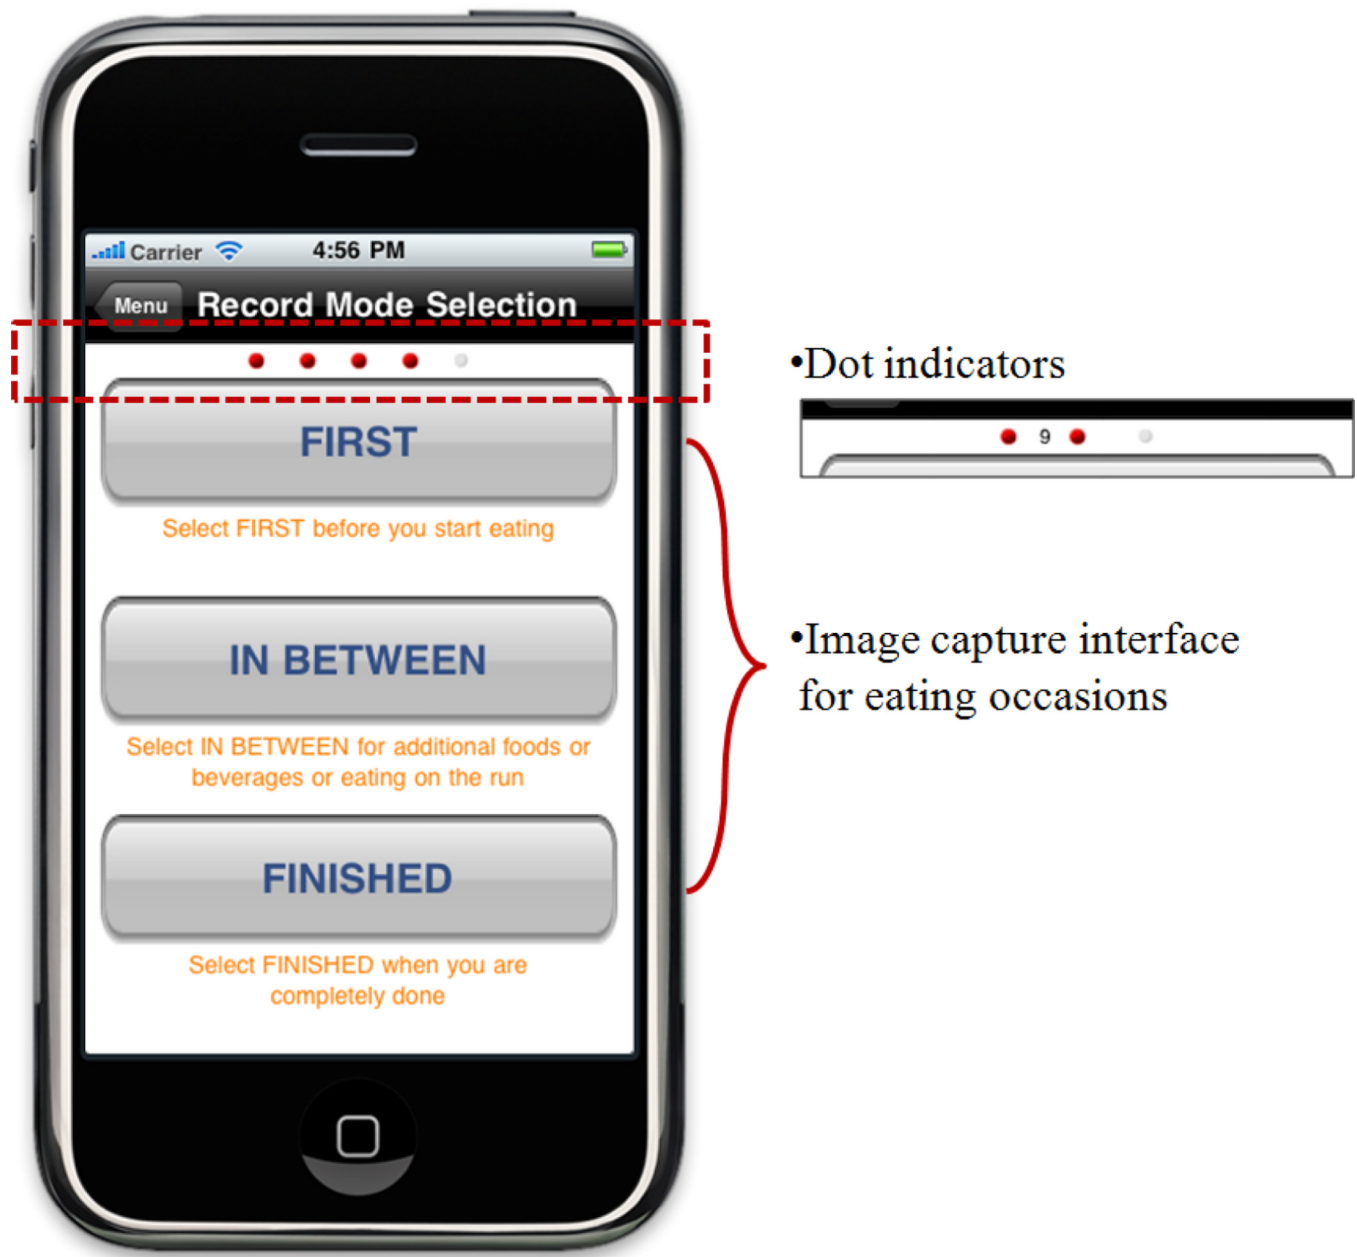 Carrier 4:56 PM
Menu Record Mode Selection
FIRST
Select FIRST before you start eating
IN BETWEEN
Select IN BETWEEN for additional foods or
beverages or eating on the run
FINISHED
Select FINISHED when you are
completely done
•Dot indicators
9
•Image capture interface
for eating occasions